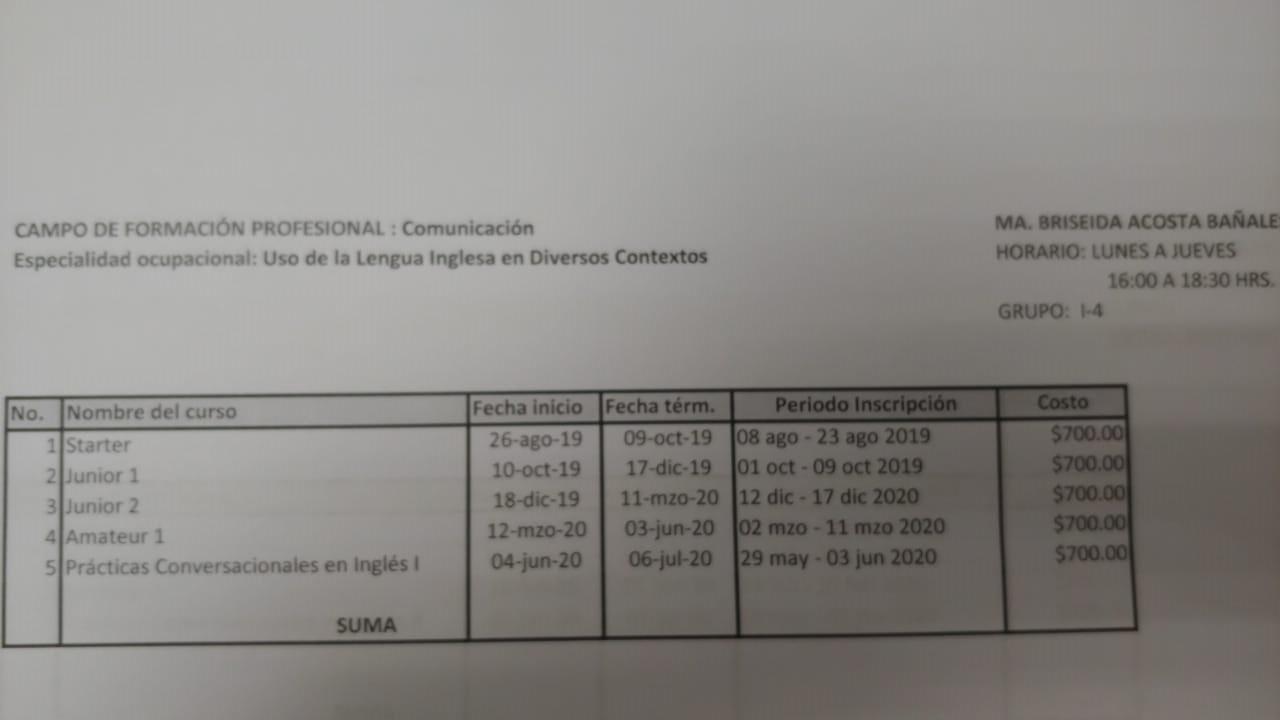 CAMPO DE FORMACIÓN PROFESIONAL : Comunicación
Especialidad ocupacional: Uso de la Lengua Inglesa en Diversos Contextos
MA. BRISEIDA ACOSTA BAÑALE
HORARIO: LUNES A JUEVES
16:00 A 18:30 HRS.
GRUPO: I-4
No. Nombre del curso Fecha inicio Fecha térm. Periodo Inscripción Costo
1 Starter 26-ago-19 09-oct-19 08 ago - 23 ago 2019 $700.00
2 Junior 1 10-oct-19 17-dic-19 01 oct - 09 oct 2019 $700.00
3 Junior 2 18-dic-19 11-mzo-20 12 dic - 17 dic 2020 $700.00
4 Amateur 1 12-mzo-20 03-jun-20 02 mzo - 11 mzo 2020 $700.00
5 Prácticas Conversacionales en Inglés I 04-jun-20 06-jul-20 29 may - 03 jun 2020 $700.00
SUMA